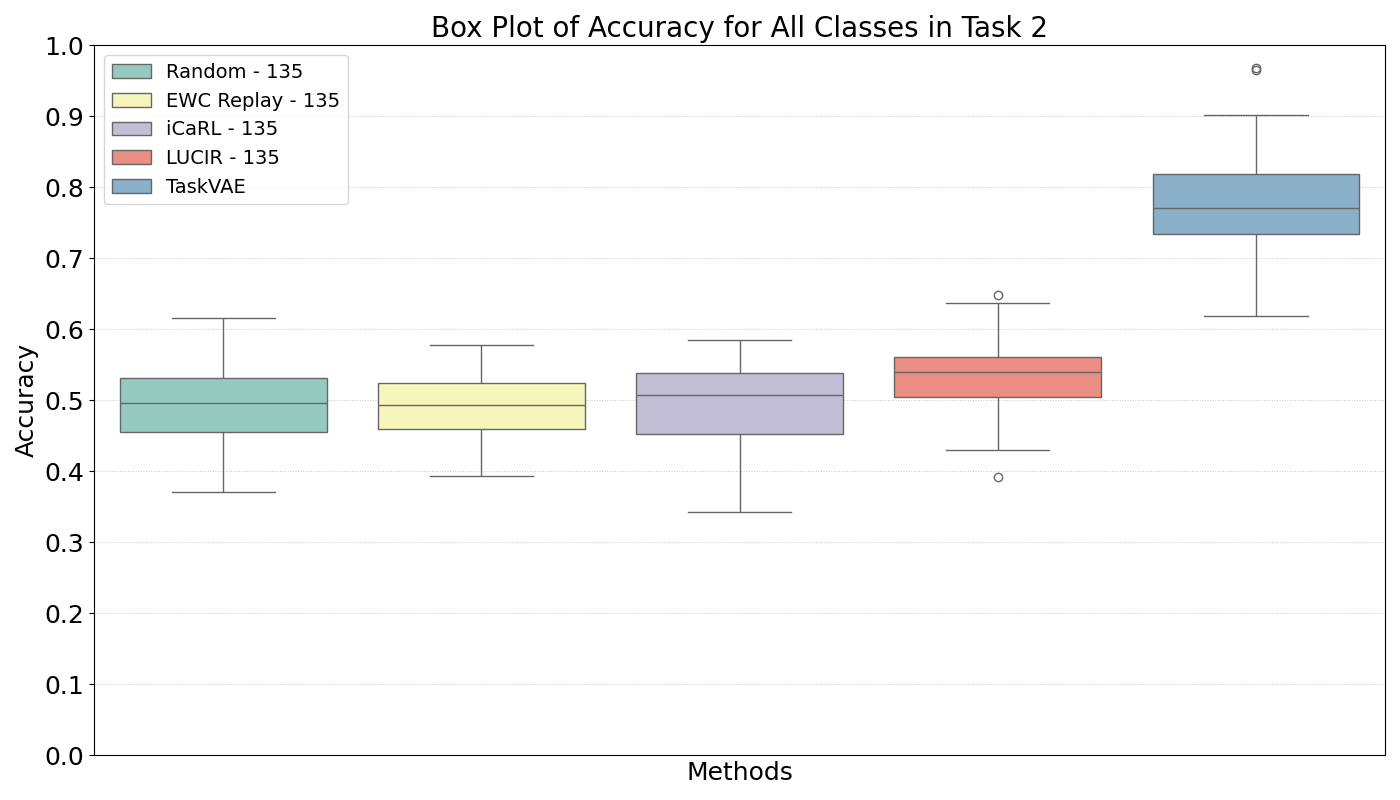 Box Plot of Accuracy for All Classes in Task 2
1.0
0.9
0.8
0.7
0.6
0.5
0.4
0.3
0.2
0.1
0.0
Accuracy
Random - 135
EWC Replay - 135
iCaRL - 135
LUCIR - 135
TaskVAE
Methods